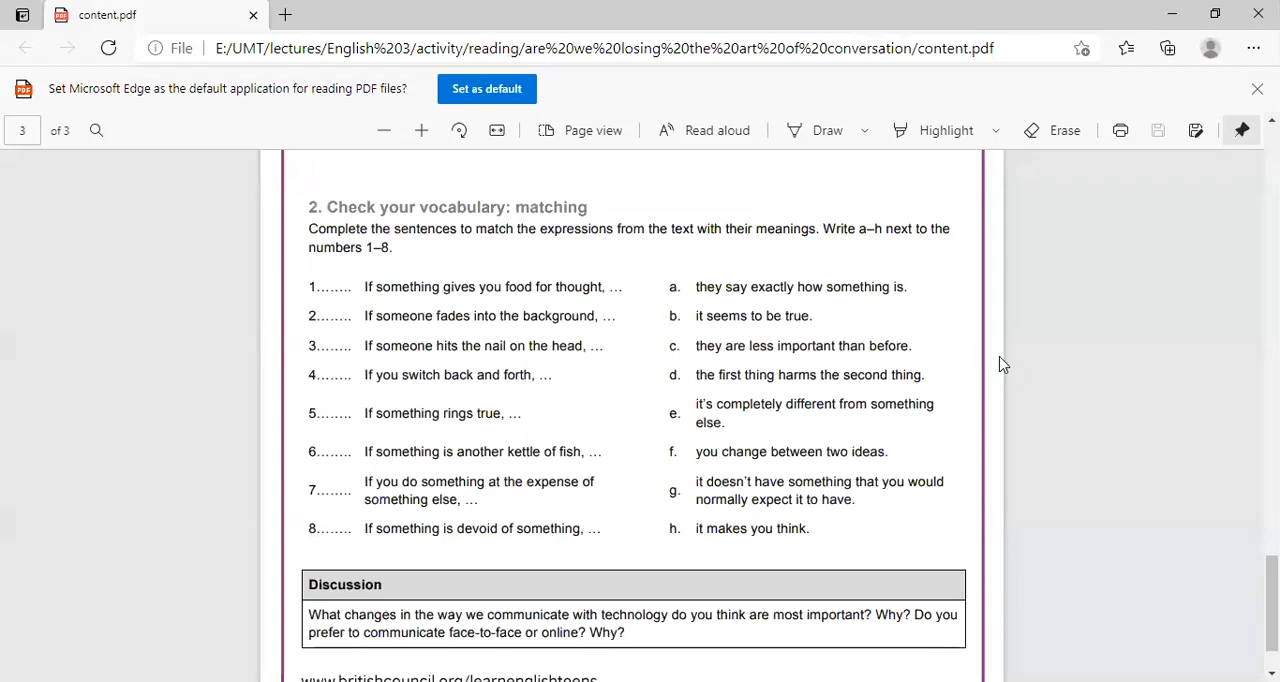 content.pdf
File
E:/UMT/lectures/English%203/activity/reading/are%20we%20losing%20the%20art%20of%20conversation/content.pdf
Set Microsoft Edge as the default application for reading PDF files?
Set as default
3 of 3
Page view
Read aloud
Draw
Highlight
Erase
2. Check your vocabulary: matching
Complete the sentences to match the expressions from the text with their meanings. Write a–h next to the
numbers 1–8.
1........ If something gives you food for thought, … a. they say exactly how something is.
2........ If someone fades into the background, … b. it seems to be true.
3........ If someone hits the nail on the head, … c. they are less important than before.
4........ If you switch back and forth, … d. the first thing harms the second thing.
5........ If something rings true, … e. it's completely different from something
else.
6........ If something is another kettle of fish, … f. you change between two ideas.
7........ If you do something at the expense of
something else, … g. it doesn't have something that you would
normally expect it to have.
8........ If something is devoid of something, … h. it makes you think.
Discussion
What changes in the way we communicate with technology do you think are most important? Why? Do you
prefer to communicate face-to-face or online? Why?
www.britishcouncil.org/learnenglishteens